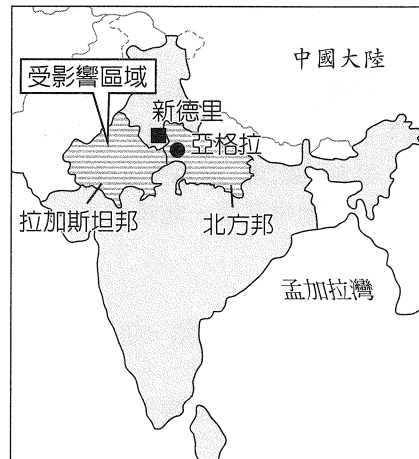 中國大陸
受影響區域
新德里
亞格拉
拉加斯坦邦
北方邦
孟加拉灣